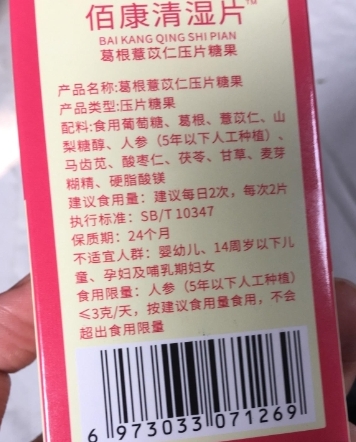 佰康清湿片™
BAI KANG QING SHI PIAN
葛根薏苡仁压片糖果
产品名称:葛根薏苡仁压片糖果
产品类型:压片糖果
配料:食用葡萄糖、葛根、薏苡仁、山
梨糖醇、人参（5年以下人工种植）、
马齿苋、酸枣仁、茯苓、甘草、麦芽
糊精、硬脂酸镁
建议食用量：建议每日2次，每次2片
执行标准：SB/T 10347
保质期：24个月
不适宜人群：婴幼儿、14周岁以下儿
童、孕妇及哺乳期妇女
食用限量：人参（5年以下人工种植）
≤3克/天，按建议食用量食用，不会
超出食用限量
6 973033 071269